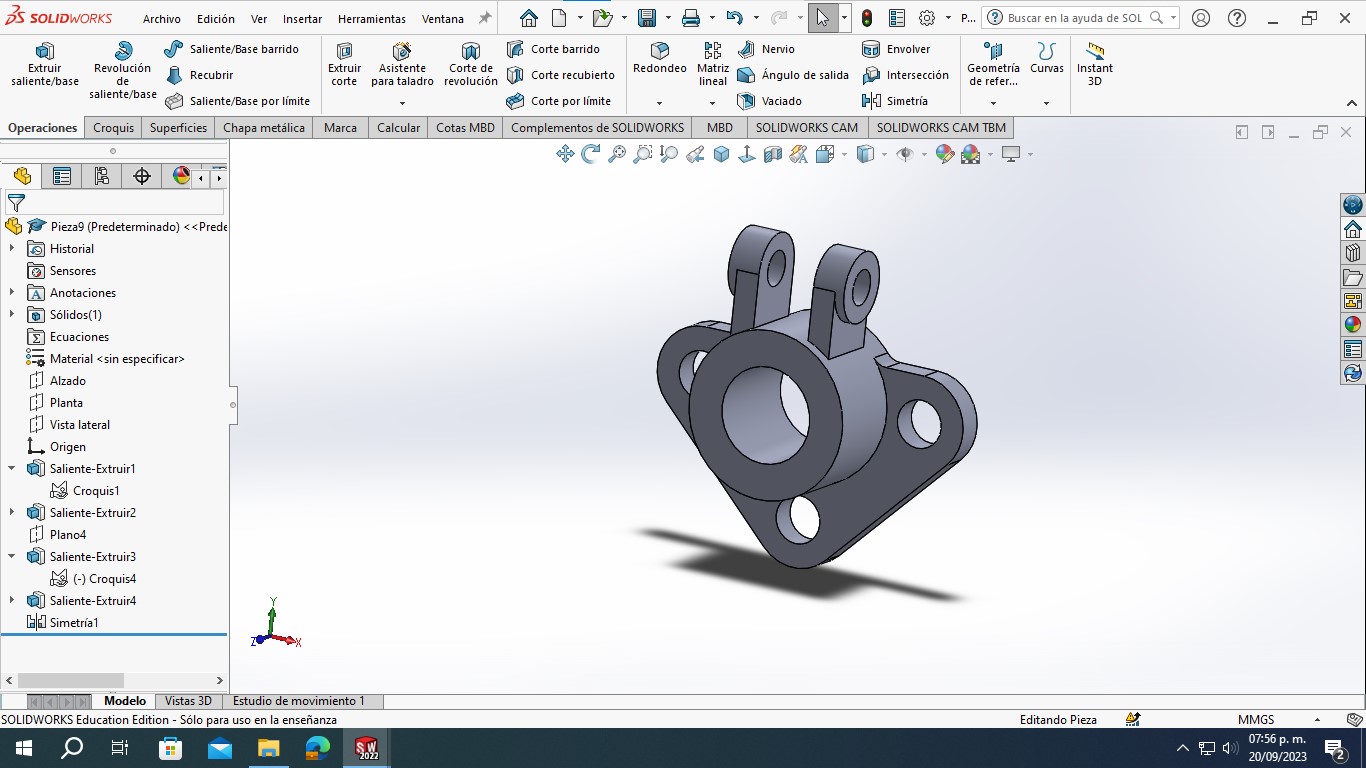 SOLIDWORKS Archivo Edición Ver Insertar Herramientas Ventana P... Buscar en la ayuda de SOL
Extruir saliente/base
Revolución de saliente/base
Saliente/Base barrido
Recubrir
Saliente/Base por límite
Extruir corte
Asistente para taladro
Corte de revolución
Corte barrido
Corte recubierto
Corte por límite
Redondeo
Matriz lineal
Nervio
Ángulo de salida
Vaciado
Envolver
Intersección
Simetría
Geometría de refer...
Curvas
Instant 3D
Operaciones Croquis Superficies Chapa metálica Marca Calcular Cotas MBD Complementos de SOLIDWORKS MBD SOLIDWORKS CAM SOLIDWORKS CAM TBM
Pieza9 (Predeterminado) <<Prede
Historial
Sensores
Anotaciones
Sólidos(1)
Ecuaciones
Material <sin especificar>
Alzado
Planta
Vista lateral
Origen
Saliente-Extruir1
Croquis1
Saliente-Extruir2
Plano4
Saliente-Extruir3
(-) Croquis4
Saliente-Extruir4
Simetría1
Y
Z X
Modelo Vistas 3D Estudio de movimiento 1
SOLIDWORKS Education Edition - Sólo para uso en la enseñanza Editando Pieza MMGS
SW 2022
07:56 p. m.
20/09/2023
2